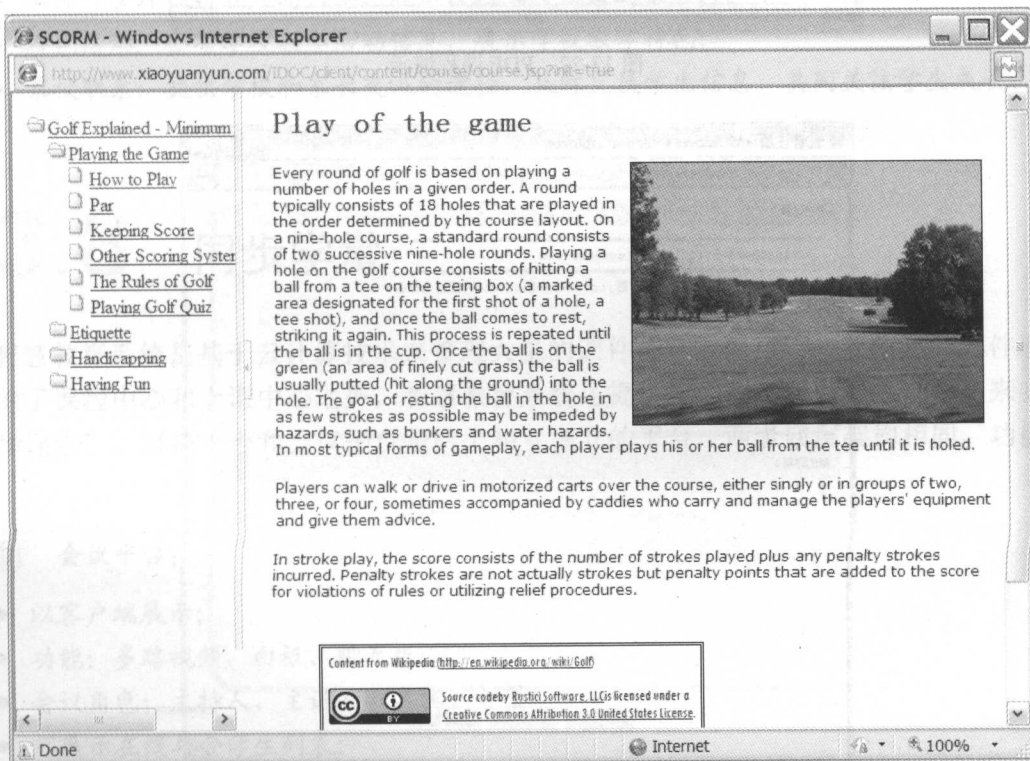 SCORM - Windows Internet Explorer
http://www.xiaoyuanyun.com/IDOC/client/content/course/course.jsp?init=true
Golf Explained - Minimum
Playing the Game
How to Play
Par
Keeping Score
Other Scoring Syster
The Rules of Golf
Playing Golf Quiz
Etiquette
Handicapping
Having Fun
Play of the game
Every round of golf is based on playing a
number of holes in a given order. A round
typically consists of 18 holes that are played in
the order determined by the course layout. On
a nine-hole course, a standard round consists
of two successive nine-hole rounds. Playing a
hole on the golf course consists of hitting a
ball from a tee on the teeing box (a marked
area designated for the first shot of a hole, a
tee shot), and once the ball comes to rest,
striking it again. This process is repeated until
the ball is in the cup. Once the ball is on the
green (an area of finely cut grass) the ball is
usually putted (hit along the ground) into the
hole. The goal of resting the ball in the hole in
as few strokes as possible may be impeded by
hazards, such as bunkers and water hazards.
In most typical forms of gameplay, each player plays his or her ball from the tee until it is holed.
Players can walk or drive in motorized carts over the course, either singly or in groups of two,
three, or four, sometimes accompanied by caddies who carry and manage the players' equipment
and give them advice.
In stroke play, the score consists of the number of strokes played plus any penalty strokes
incurred. Penalty strokes are not actually strokes but penalty points that are added to the score
for violations of rules or utilizing relief procedures.
Content from Wikipedia (http://en.wikipedia.org/wiki/Golf)
cc BY
Source codeby Rustici Software, LLCis licensed under a
Creative Commons Attribution 3.0 United States License.
Done
Internet
100%